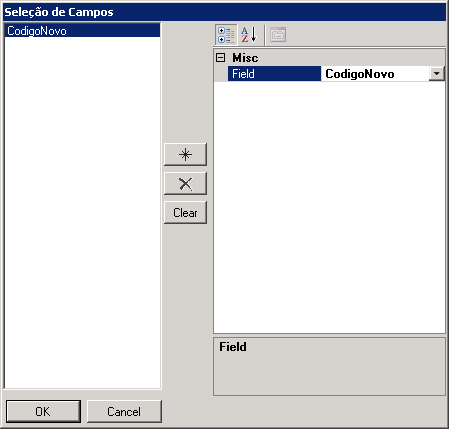 Seleção de Campos
CodigoNovo
Misc
Field CodigoNovo
Clear
Field
OK Cancel